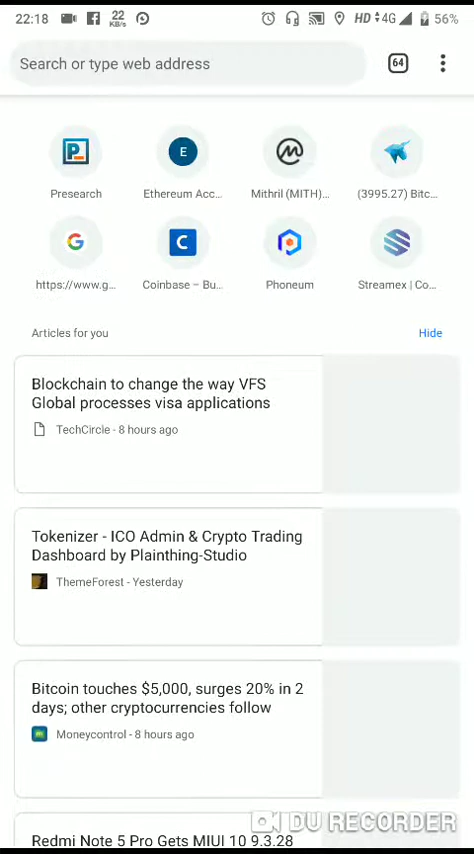 22:18
22
KB/s
HD 4G 56%
Search or type web address
64
P_
E
Presearch
Ethereum Acc...
Mithril (MITH)...
(3995.27) Bitc...
G
C
https://www.g...
Coinbase – Bu...
Phoneum
Streamex | Co...
Articles for you
Hide
Blockchain to change the way VFS
Global processes visa applications
TechCircle - 8 hours ago
Tokenizer - ICO Admin & Crypto Trading
Dashboard by Plainthing-Studio
ThemeForest - Yesterday
Bitcoin touches $5,000, surges 20% in 2
days; other cryptocurrencies follow
Moneycontrol - 8 hours ago
DU RECORDER
Redmi Note 5 Pro Gets MIUI 10 9.3.28